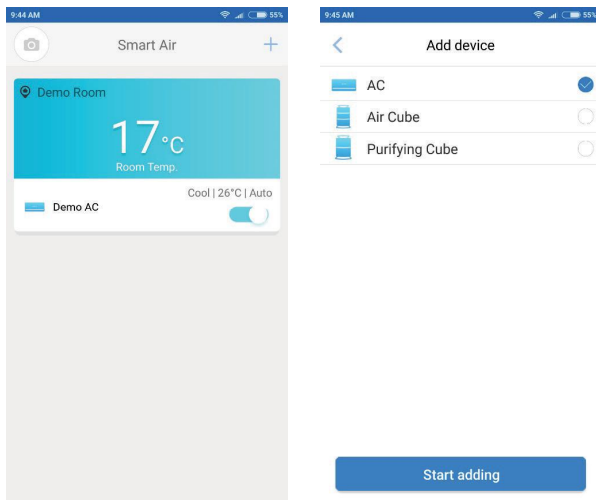 9:44 AM
55%
Smart Air
+
Demo Room
17°C
Room Temp.
Cool | 26°C | Auto
Demo AC
9:45 AM
55%
Add device
AC
Air Cube
Purifying Cube
Start adding